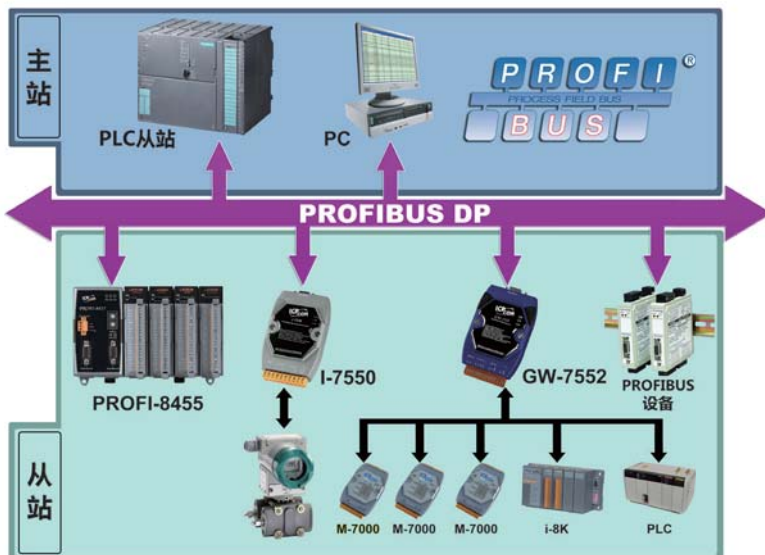 主站
PLC从站
PC
PROFI®
PROCESS FIELD BUS
BUS
PROFIBUS DP
PROFI-8455
I-7550
GW-7552
PROFIBUS
设备
从站
M-7000
M-7000
M-7000
i-8K
PLC